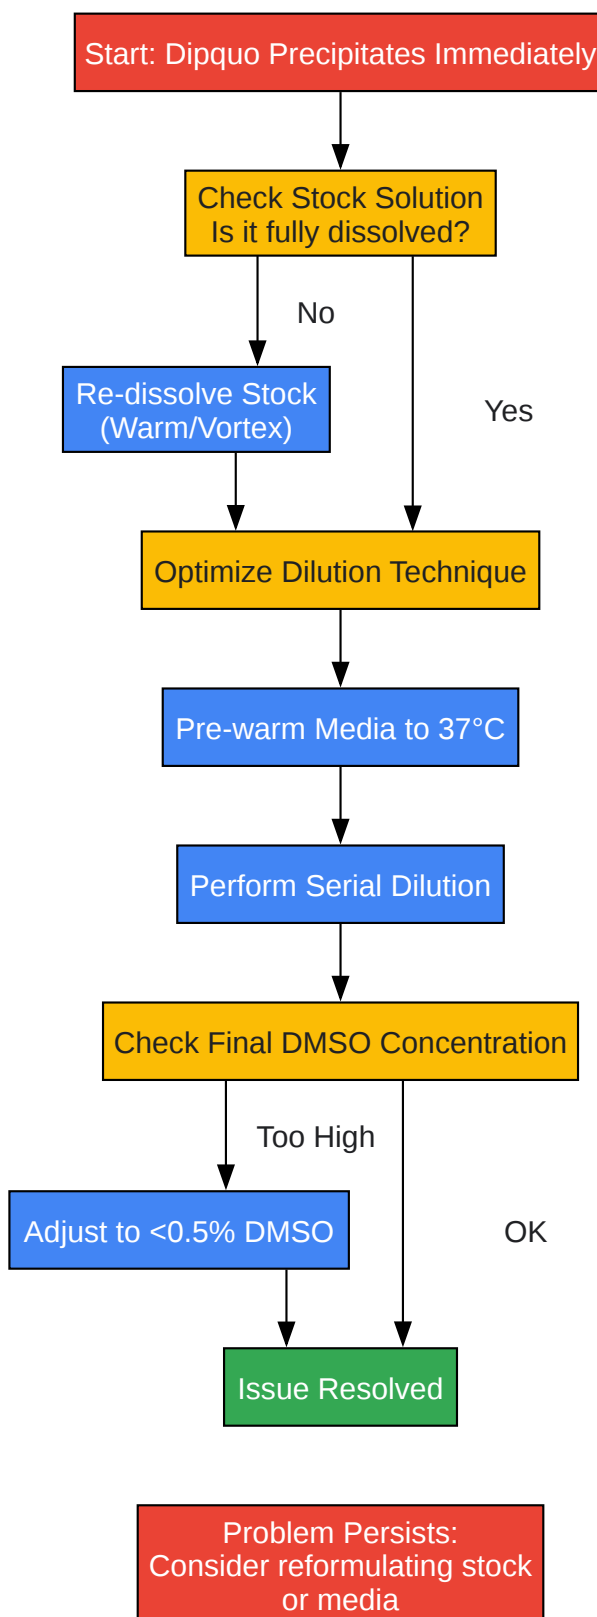 Start: Dipquo Precipitates Immediately
Check Stock Solution
Is it fully dissolved?
No
Re-dissolve Stock
(Warm/Vortex)
Yes
Optimize Dilution Technique
Pre-warm Media to 37°C
Perform Serial Dilution
Check Final DMSO Concentration
Too High
Adjust to <0.5% DMSO
OK
Issue Resolved
Problem Persists:
Consider reformulating stock
or media